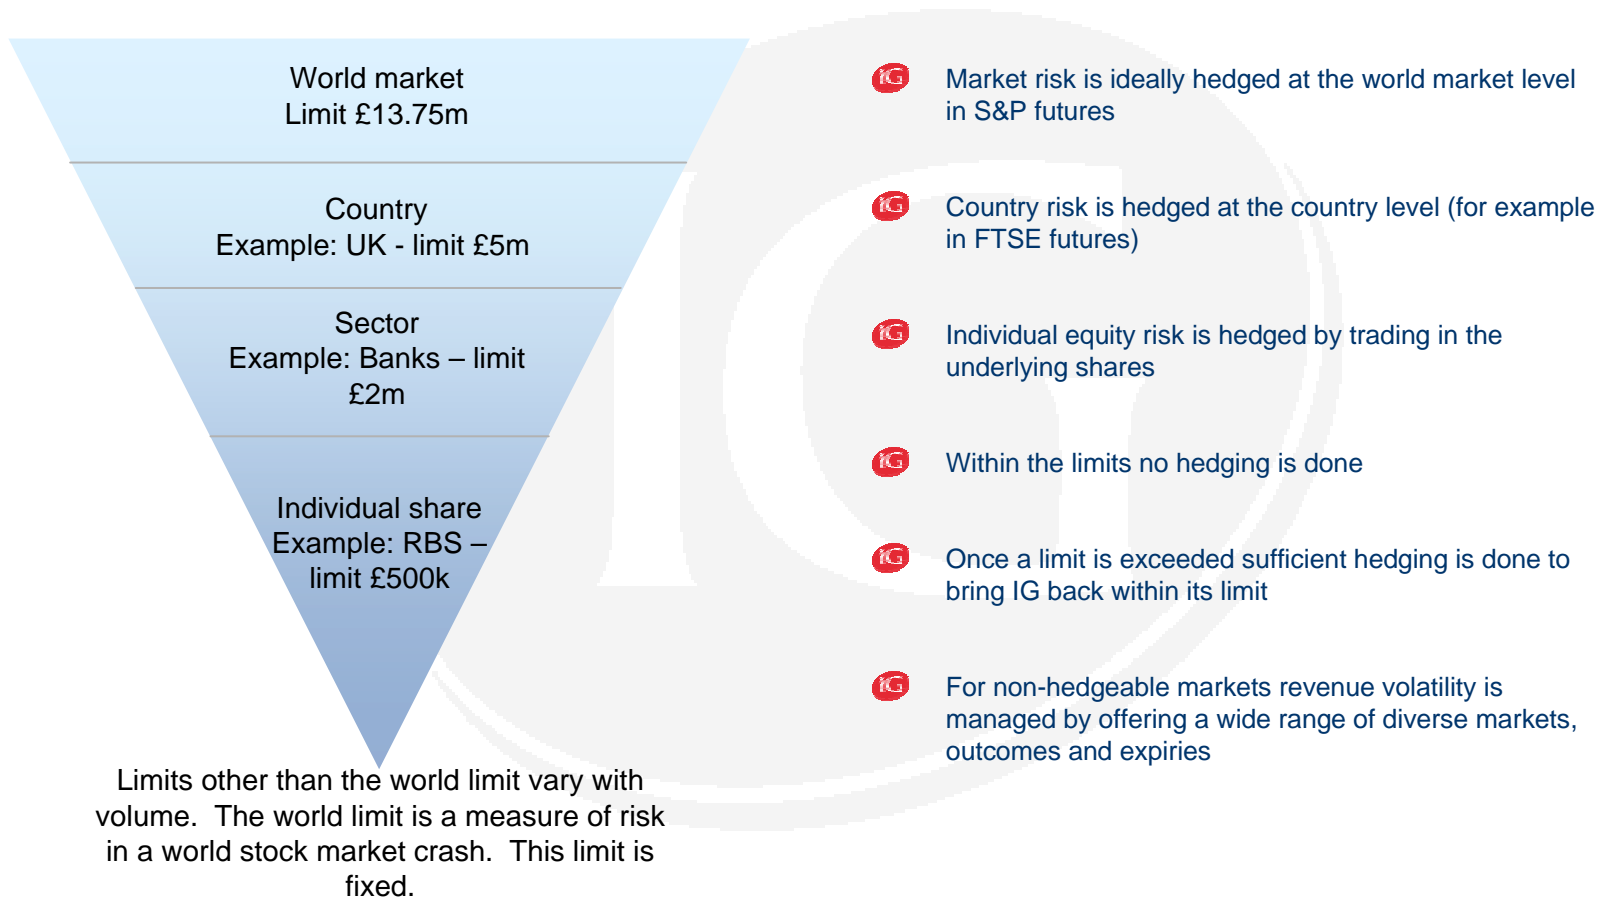 World market
Limit £13.75m
Country
Example: UK - limit £5m
Sector
Example: Banks – limit
£2m
Individual share
Example: RBS –
limit £500k
Limits other than the world limit vary with
volume.  The world limit is a measure of risk
in a world stock market crash.  This limit is
fixed.
IG
Market risk is ideally hedged at the world market level
in S&P futures
IG
Country risk is hedged at the country level (for example
in FTSE futures)
IG
Individual equity risk is hedged by trading in the
underlying shares
IG
Within the limits no hedging is done
IG
Once a limit is exceeded sufficient hedging is done to
bring IG back within its limit
IG
For non-hedgeable markets revenue volatility is
managed by offering a wide range of diverse markets,
outcomes and expiries
IG